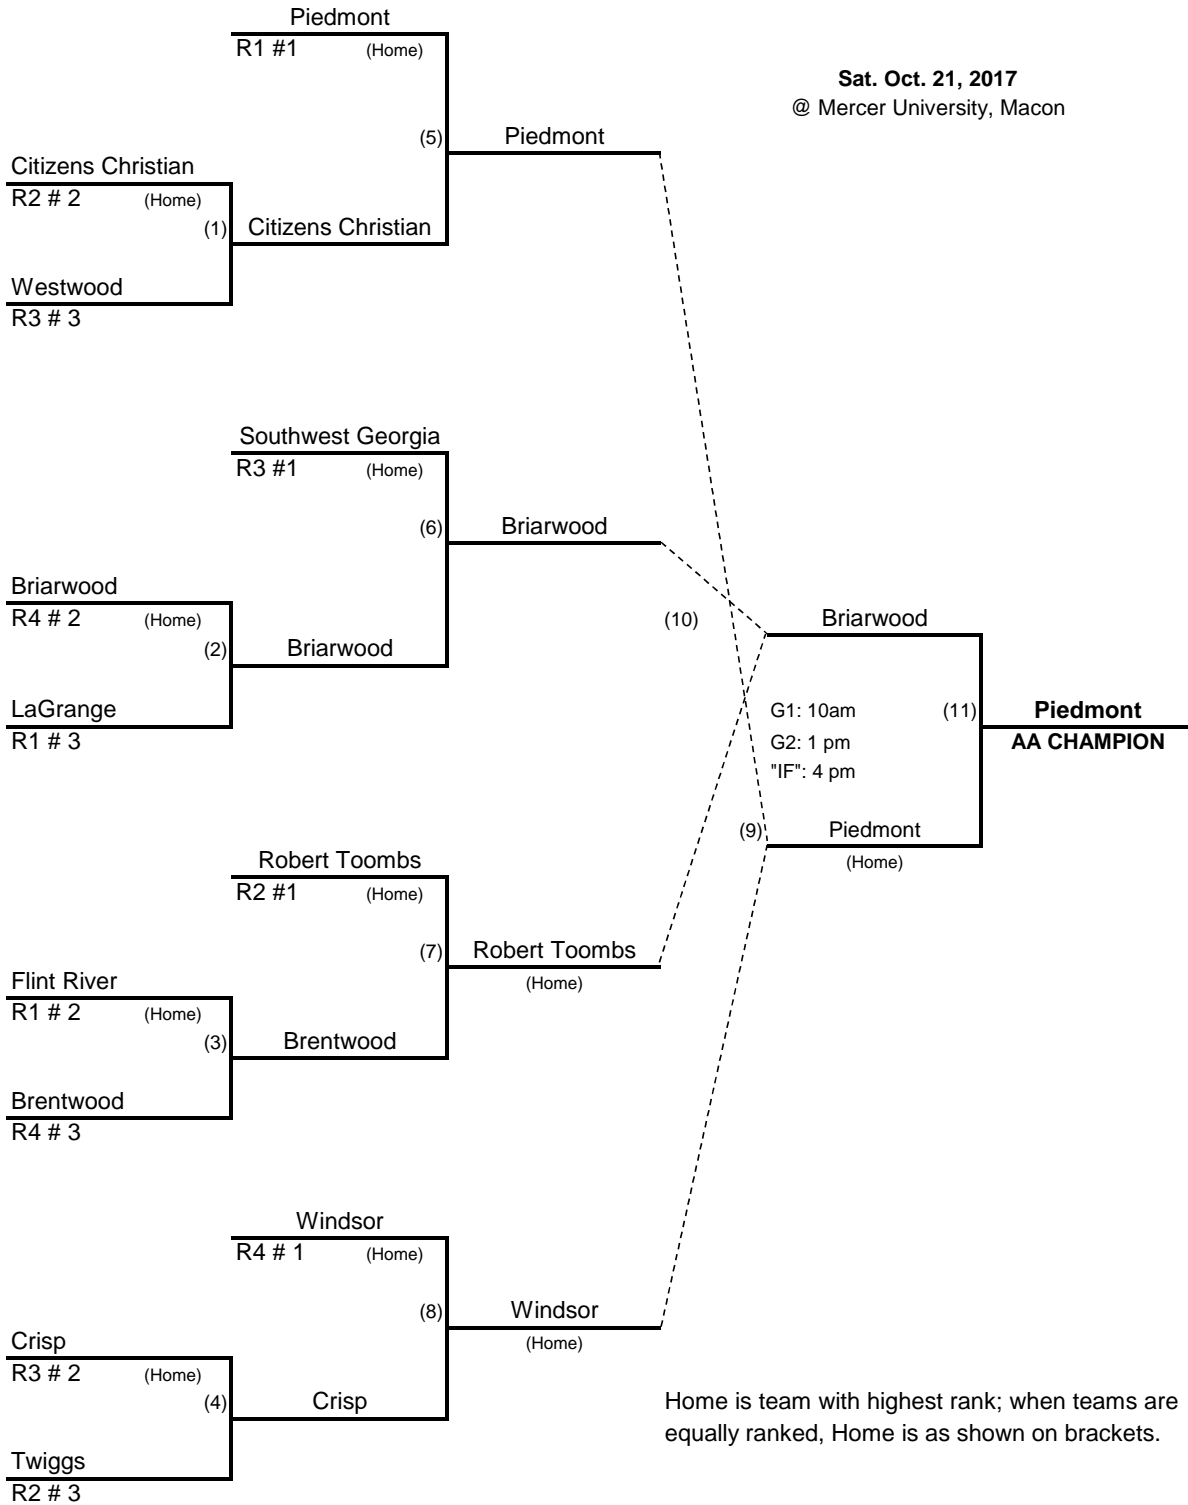 Piedmont
R1 #1 (Home)
Sat. Oct. 21, 2017
@ Mercer University, Macon
(5) Piedmont
Citizens Christian
R2 # 2 (Home)
(1) Citizens Christian
Westwood
R3 # 3
Southwest Georgia
R3 #1 (Home)
(6) Briarwood
Briarwood
R4 # 2 (Home)
(10) Briarwood
(2) Briarwood
LaGrange
R1 # 3
G1: 10am (11) Piedmont
G2: 1 pm AA CHAMPION
"IF": 4 pm
(9) Piedmont
(Home)
Robert Toombs
R2 #1 (Home)
(7) Robert Toombs
(Home)
Flint River
R1 # 2 (Home)
(3) Brentwood
Brentwood
R4 # 3
Windsor
R4 # 1 (Home)
(8) Windsor
(Home)
Crisp
R3 # 2 (Home)
(4) Crisp
Twiggs
R2 # 3
Home is team with highest rank; when teams are
equally ranked, Home is as shown on brackets.